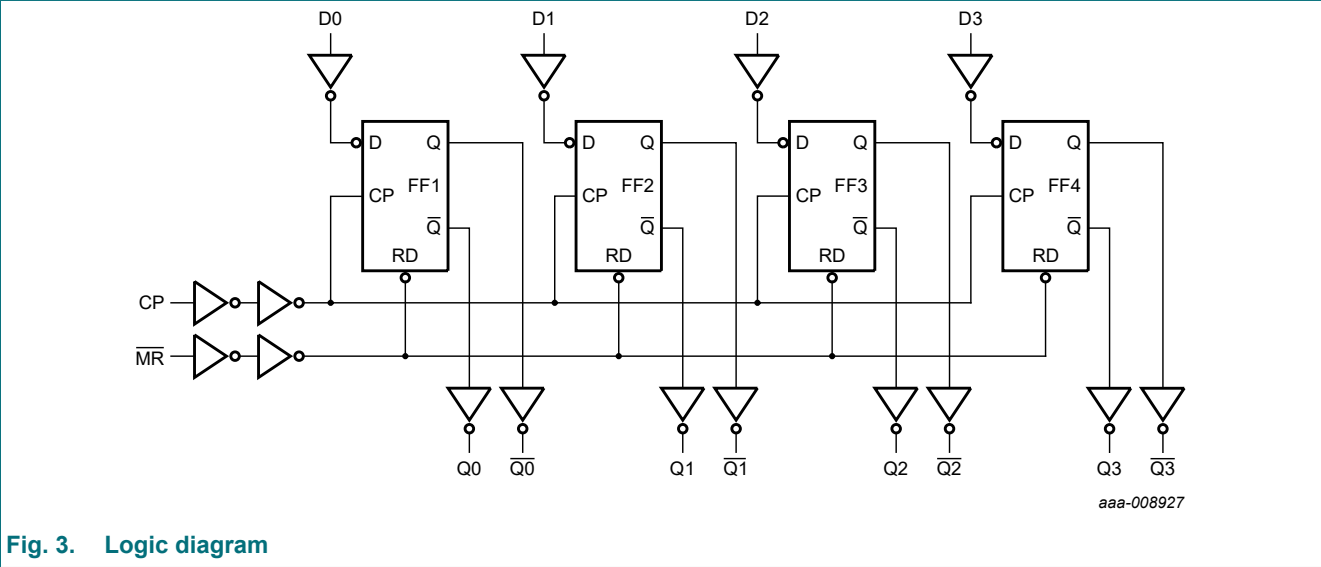 D0 D1 D2 D3
D Q D Q D Q D Q
FF1 FF2 FF3 FF4
CP CP CP CP
Q̅ Q̅ Q̅ Q̅
RD RD RD RD
CP
M̅R̅
Q0 Q̅0̅ Q1 Q̅1̅ Q2 Q̅2̅ Q3 Q̅3̅
aaa-008927
Fig. 3. Logic diagram